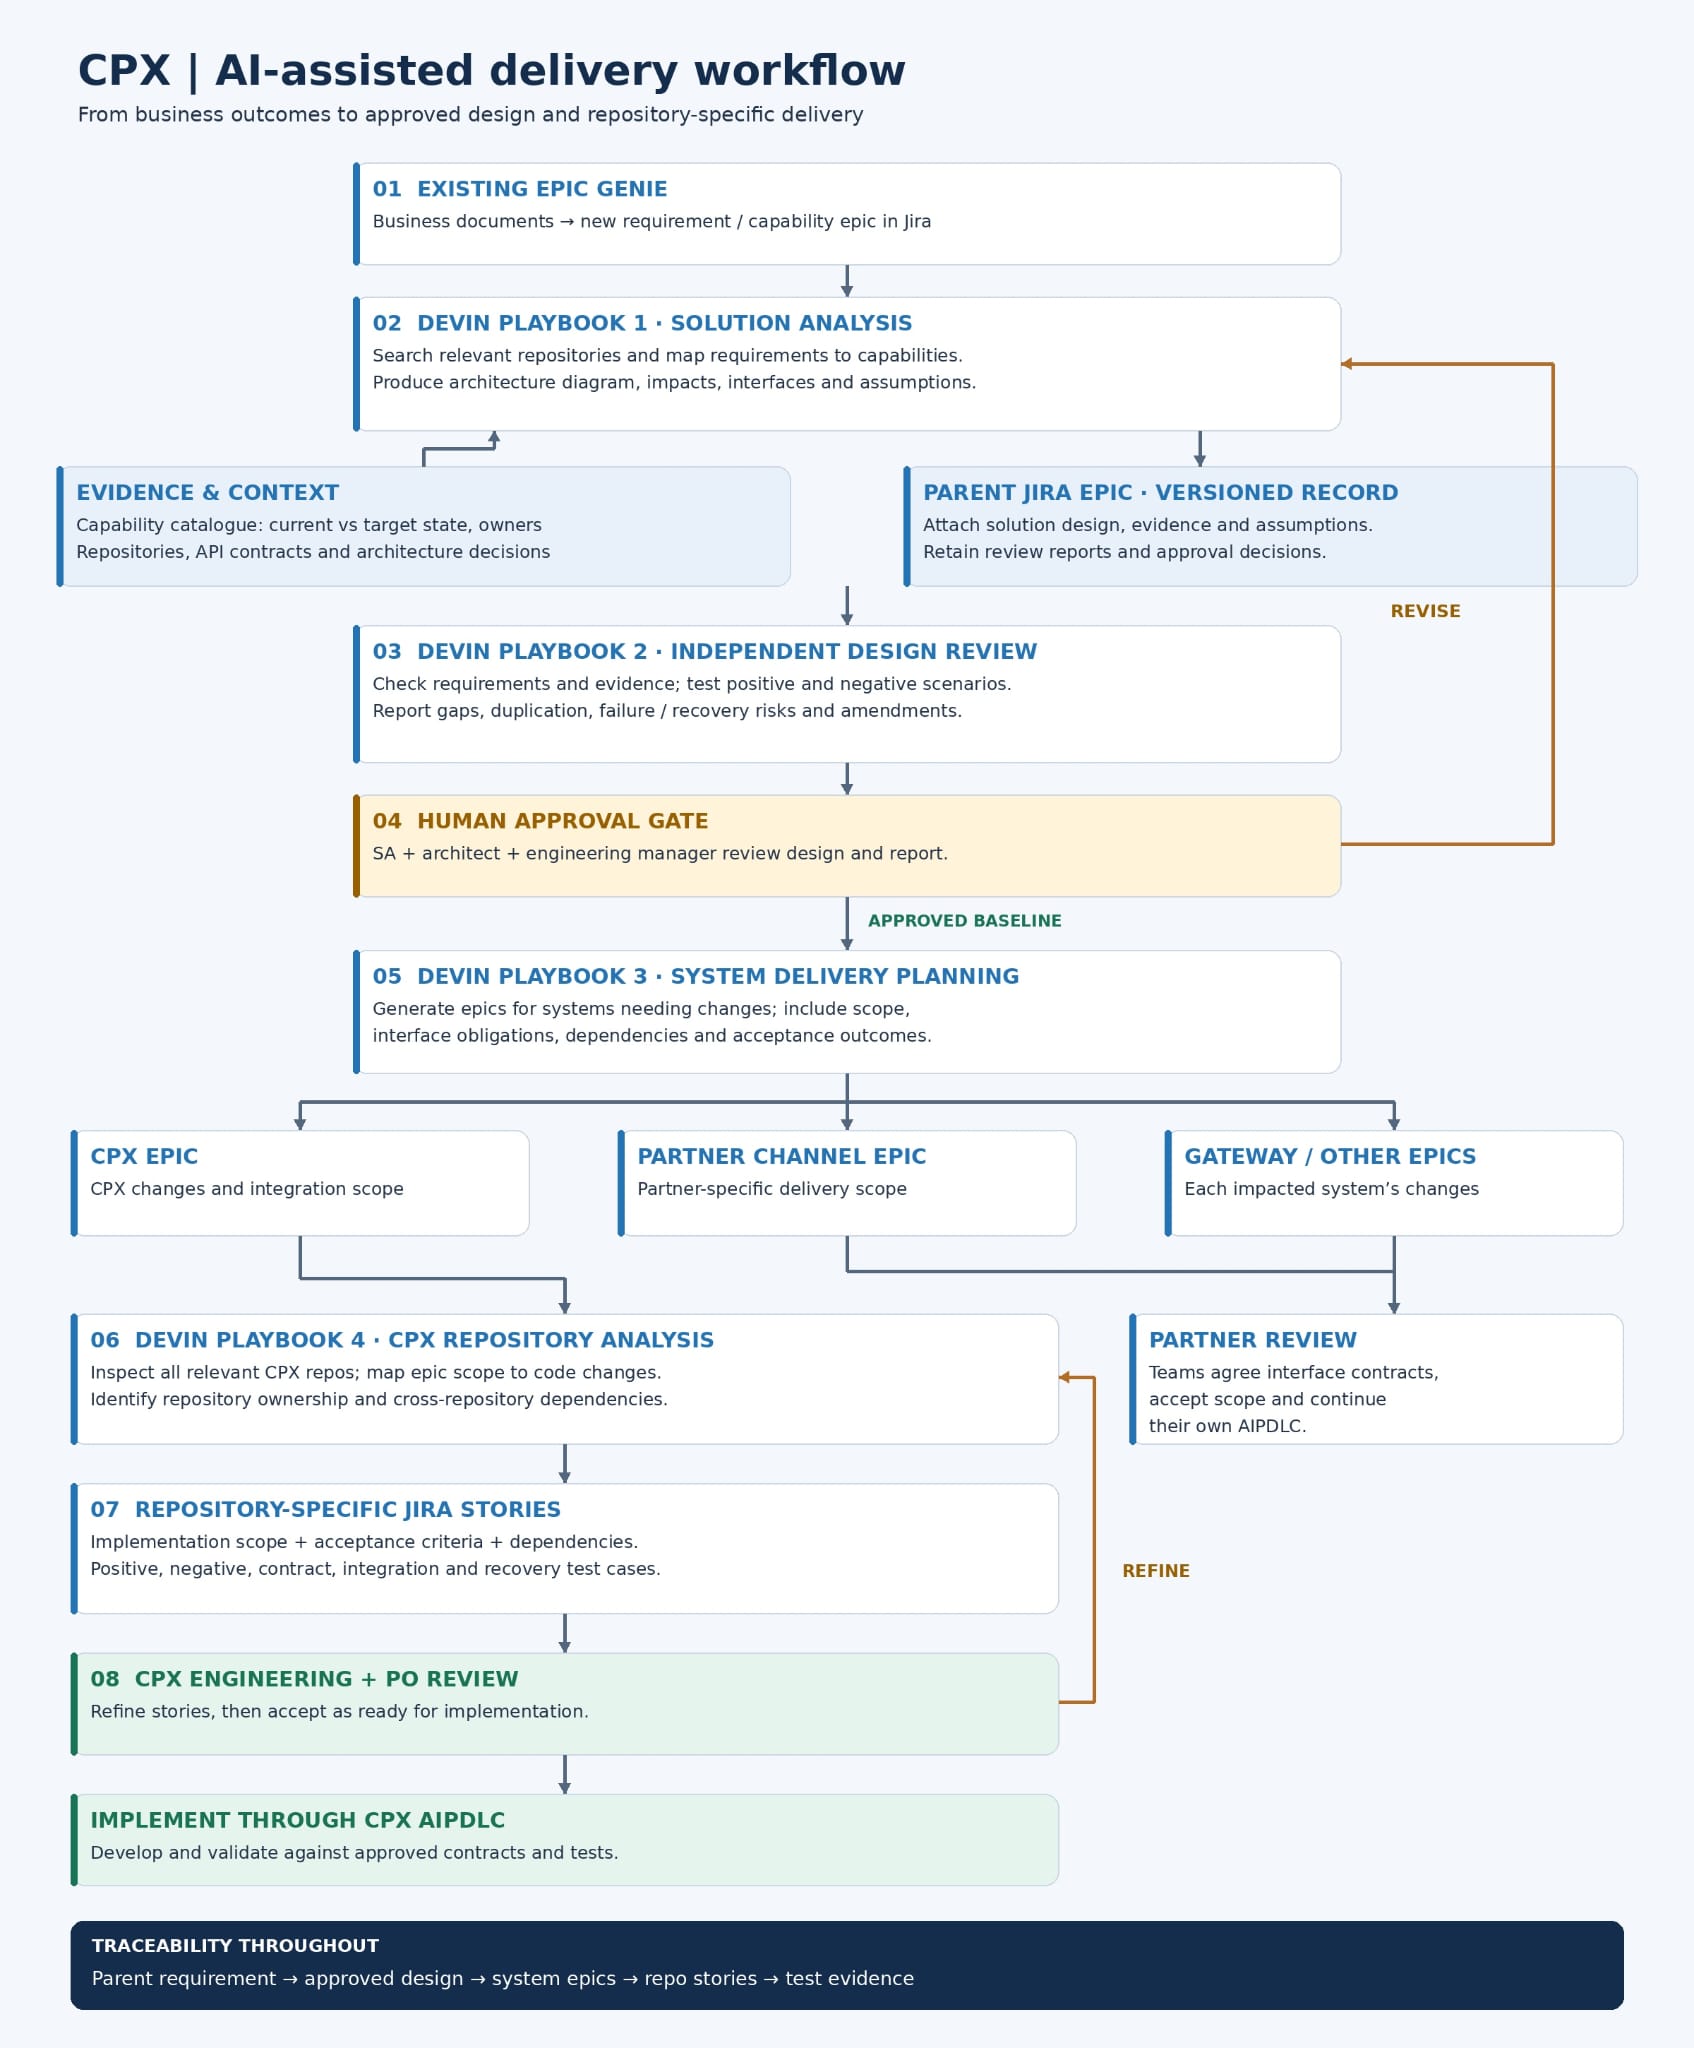 CPX | AI-assisted delivery workflow
From business outcomes to approved design and repository-specific delivery
01 EXISTING EPIC GENIE
Business documents → new requirement / capability epic in Jira
02 DEVIN PLAYBOOK 1 · SOLUTION ANALYSIS
Search relevant repositories and map requirements to capabilities.
Produce architecture diagram, impacts, interfaces and assumptions.
EVIDENCE & CONTEXT
Capability catalogue: current vs target state, owners
Repositories, API contracts and architecture decisions
PARENT JIRA EPIC · VERSIONED RECORD
Attach solution design, evidence and assumptions.
Retain review reports and approval decisions.
REVISE
03 DEVIN PLAYBOOK 2 · INDEPENDENT DESIGN REVIEW
Check requirements and evidence; test positive and negative scenarios.
Report gaps, duplication, failure / recovery risks and amendments.
04 HUMAN APPROVAL GATE
SA + architect + engineering manager review design and report.
APPROVED BASELINE
05 DEVIN PLAYBOOK 3 · SYSTEM DELIVERY PLANNING
Generate epics for systems needing changes; include scope,
interface obligations, dependencies and acceptance outcomes.
CPX EPIC
CPX changes and integration scope
PARTNER CHANNEL EPIC
Partner-specific delivery scope
GATEWAY / OTHER EPICS
Each impacted system’s changes
06 DEVIN PLAYBOOK 4 · CPX REPOSITORY ANALYSIS
Inspect all relevant CPX repos; map epic scope to code changes.
Identify repository ownership and cross-repository dependencies.
PARTNER REVIEW
Teams agree interface contracts,
accept scope and continue
their own AIPDLC.
07 REPOSITORY-SPECIFIC JIRA STORIES
Implementation scope + acceptance criteria + dependencies.
Positive, negative, contract, integration and recovery test cases.
REFINE
08 CPX ENGINEERING + PO REVIEW
Refine stories, then accept as ready for implementation.
IMPLEMENT THROUGH CPX AIPDLC
Develop and validate against approved contracts and tests.
TRACEABILITY THROUGHOUT
Parent requirement → approved design → system epics → repo stories → test evidence